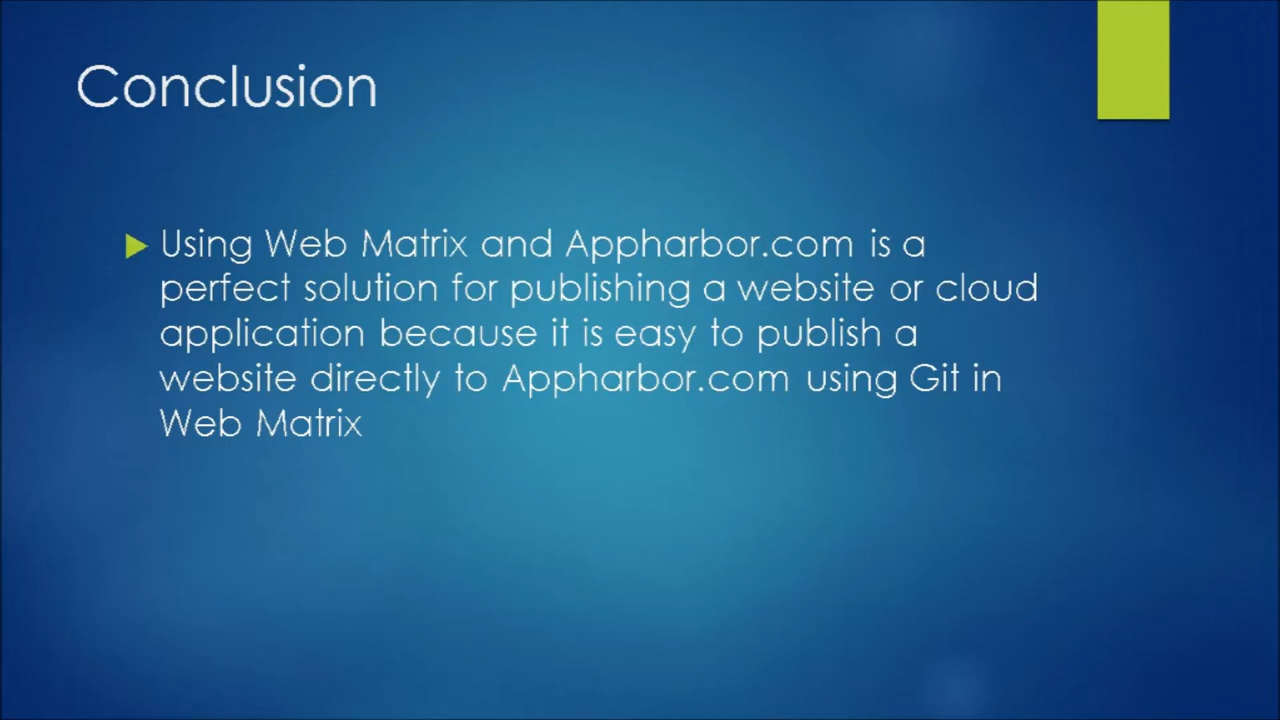 Conclusion
Using Web Matrix and Appharbor.com is a
perfect solution for publishing a website or cloud
application because it is easy to publish a
website directly to Appharbor.com using Git in
Web Matrix